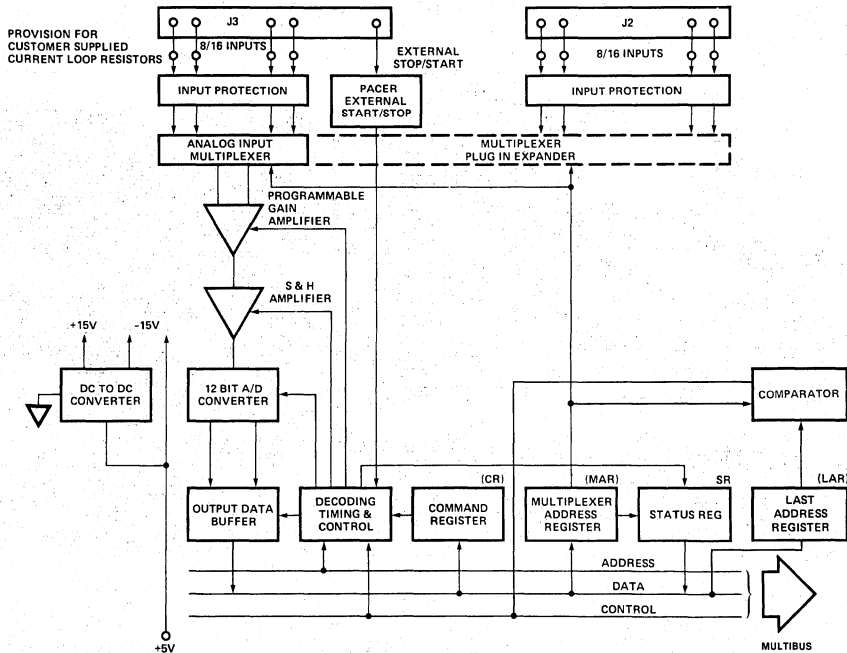 J3
J2
PROVISION FOR
CUSTOMER SUPPLIED
CURRENT LOOP RESISTORS
8/16 INPUTS
EXTERNAL
STOP/START
8/16 INPUTS
INPUT PROTECTION
PACER
EXTERNAL
START/STOP
INPUT PROTECTION
ANALOG INPUT
MULTIPLEXER
MULTIPLEXER
PLUG IN EXPANDER
PROGRAMMABLE
GAIN
AMPLIFIER
S & H
AMPLIFIER
+15V
-15V
DC TO DC
CONVERTER
12 BIT A/D
CONVERTER
COMPARATOR
(CR)
(MAR)
SR
(LAR)
OUTPUT DATA
BUFFER
DECODING
TIMING &
CONTROL
COMMAND
REGISTER
MULTIPLEXER
ADDRESS
REGISTER
STATUS REG
LAST
ADDRESS
REGISTER
ADDRESS
DATA
CONTROL
+5V
MULTIBUS